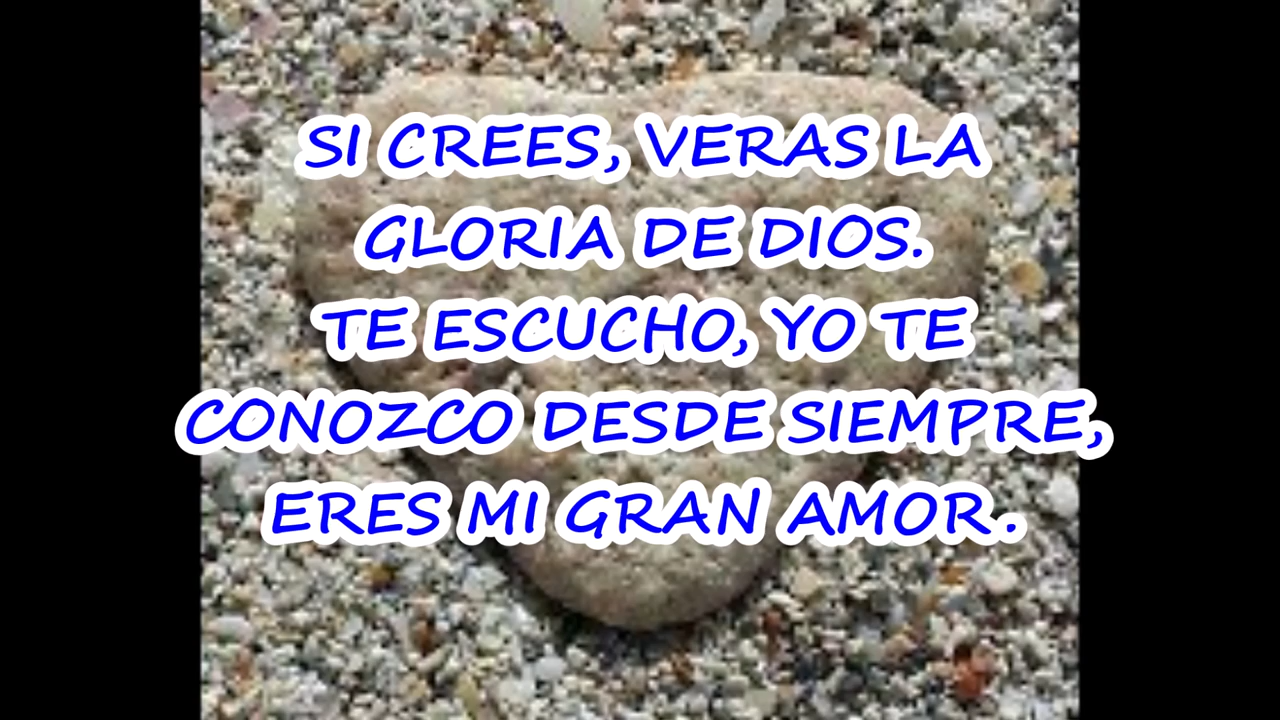 SI CREES, VERAS LA
GLORIA DE DIOS.
TE ESCUCHO, YO TE
CONOZCO DESDE SIEMPRE,
ERES MI GRAN AMOR.